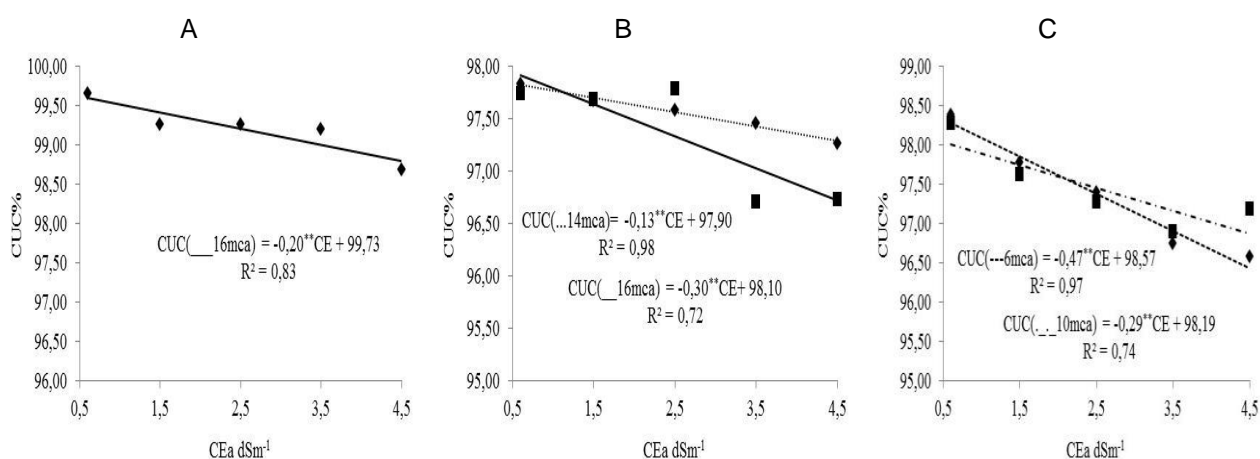 A
100,00
99,50
99,00
98,50
98,00
97,50
97,00
96,50
96,00
CUC%
CUC(___16mca) = -0,20**CE + 99,73
R² = 0,83
0,5 1,5 2,5 3,5 4,5
CEa dSm⁻¹
B
98,00
97,50
97,00
96,50
96,00
95,50
95,00
CUC%
CUC(...14mca)= -0,13**CE + 97,90
R² = 0,98
CUC(__16mca) = -0,30**CE+ 98,10
R² = 0,72
0,5 1,5 2,5 3,5 4,5
CEa dSm⁻¹
C
99,00
98,50
98,00
97,50
97,00
96,50
96,00
95,50
95,00
CUC%
CUC(---6mca) = -0,47**CE + 98,57
R² = 0,97
CUC(._._10mca) = -0,29**CE + 98,19
R² = 0,74
0,5 1,5 2,5 3,5 4,5
CEa dSm⁻¹